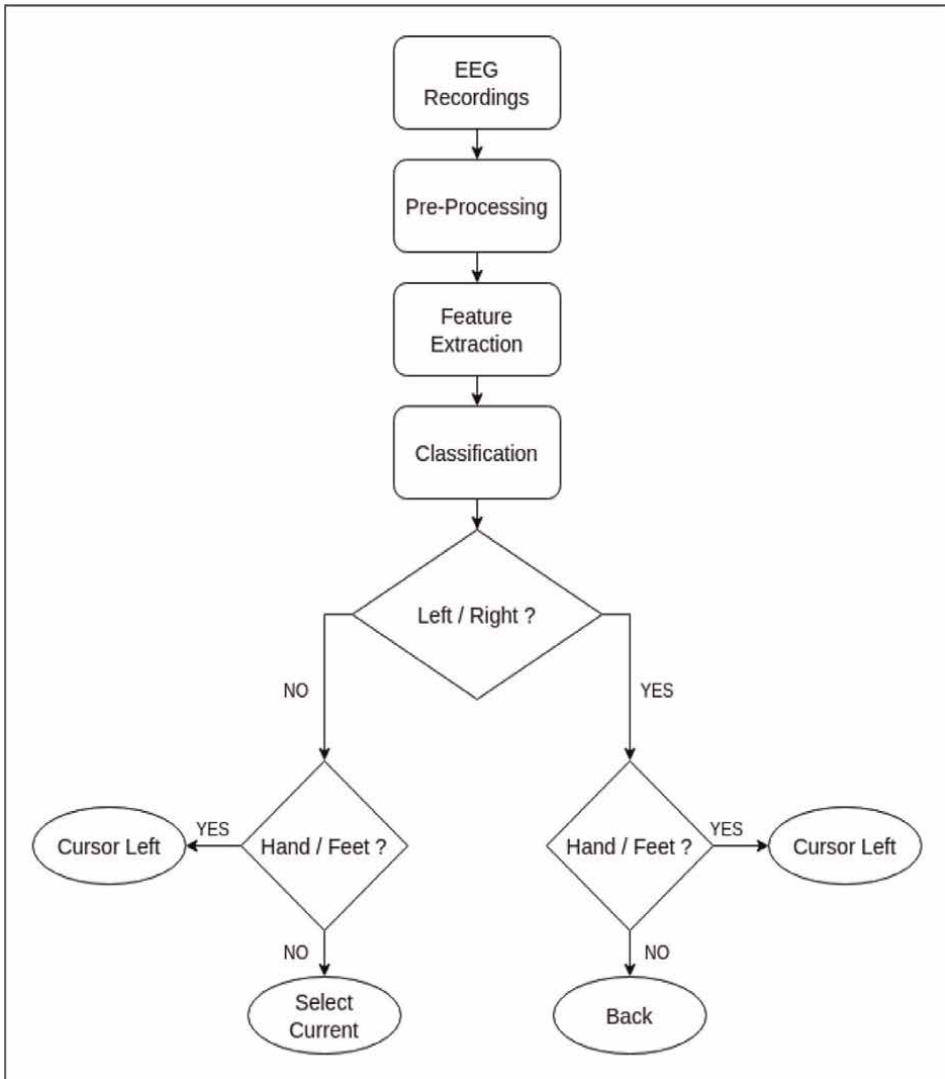 EEG
Recordings
Pre-Processing
Feature
Extraction
Classification
Left / Right ?
NO
YES
Cursor Left
YES
Hand / Feet ?
Hand / Feet ?
YES
Cursor Left
NO
NO
Select
Current
Back